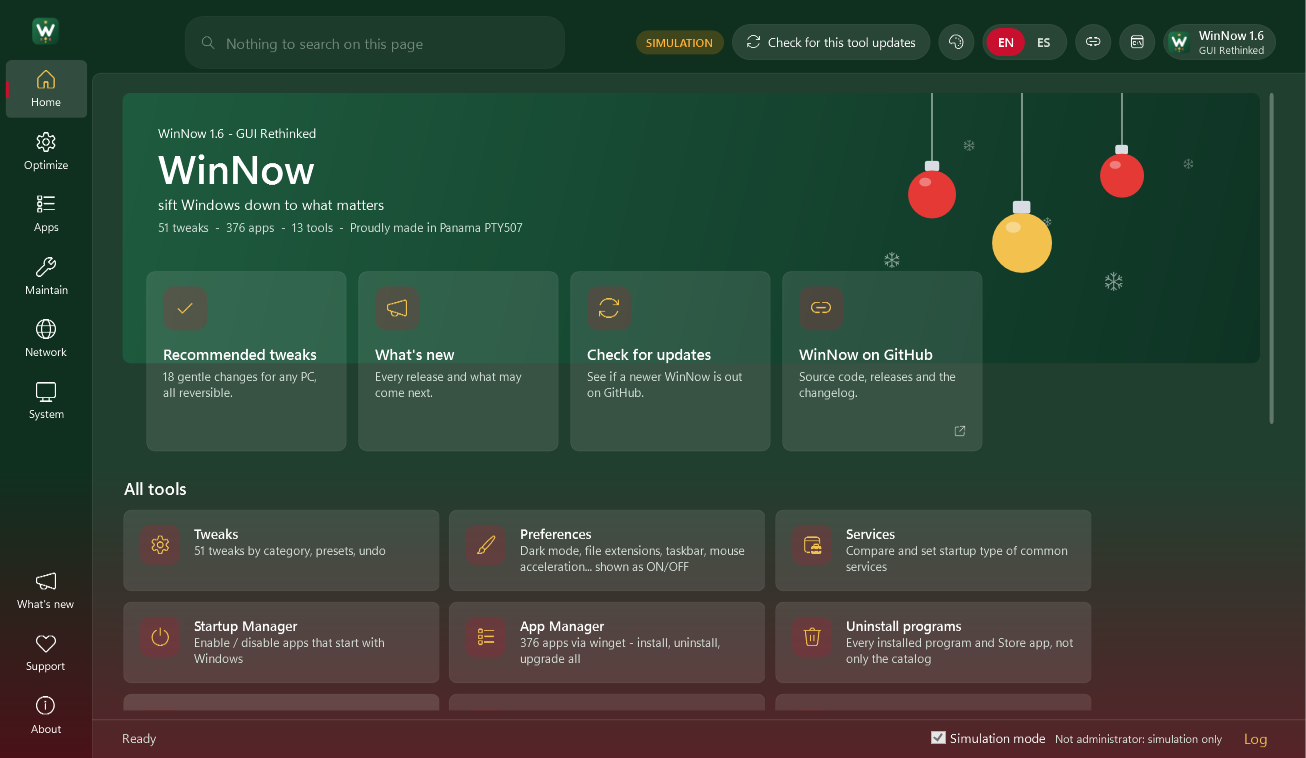 W
Nothing to search on this page
SIMULATION
Check for this tool updates
EN
ES
W
WinNow 1.6
GUI Rethinked
Home
Optimize
Apps
Maintain
Network
System
What's new
Support
About
WinNow 1.6 - GUI Rethinked
WinNow
sift Windows down to what matters
51 tweaks - 376 apps - 13 tools - Proudly made in Panama PTY507
Recommended tweaks
18 gentle changes for any PC,
all reversible.
What's new
Every release and what may
come next.
Check for updates
See if a newer WinNow is out
on GitHub.
WinNow on GitHub
Source code, releases and the
changelog.
All tools
Tweaks
51 tweaks by category, presets, undo
Preferences
Dark mode, file extensions, taskbar, mouse
acceleration... shown as ON/OFF
Services
Compare and set startup type of common
services
Startup Manager
Enable / disable apps that start with
Windows
App Manager
376 apps via winget - install, uninstall,
upgrade all
Uninstall programs
Every installed program and Store app, not
only the catalog
Ready
Simulation mode
Not administrator: simulation only
Log